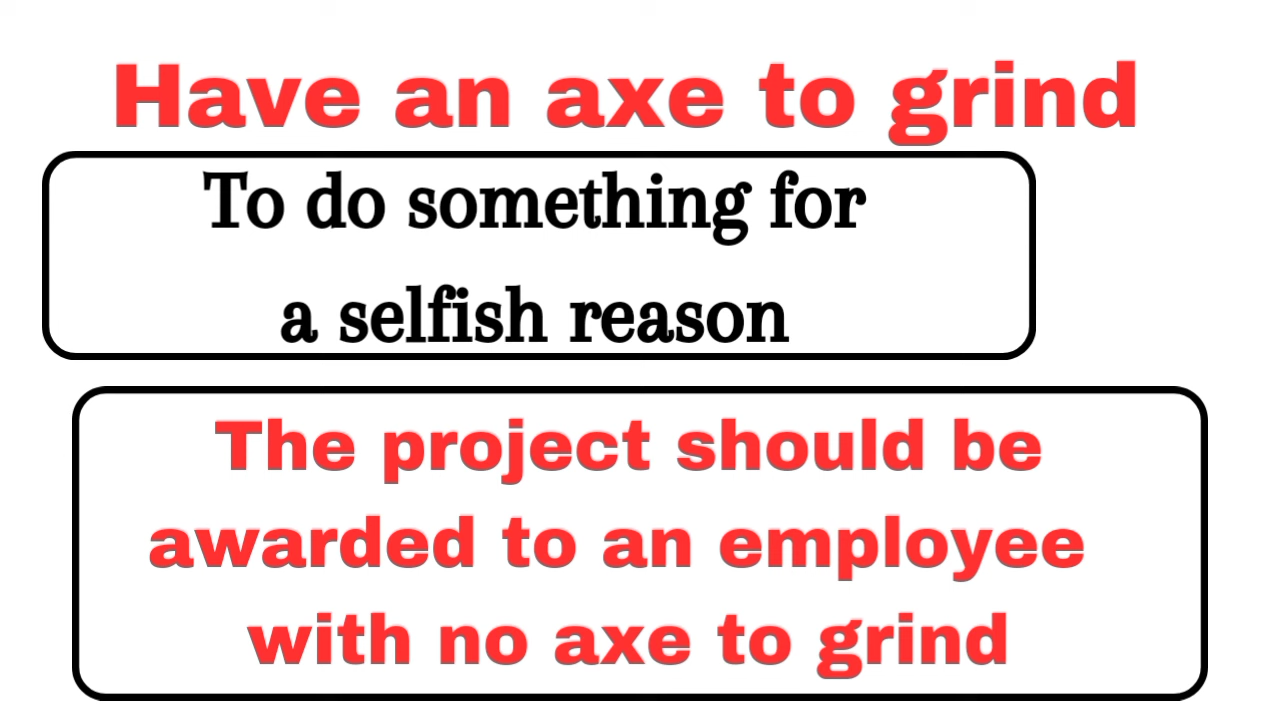 Have an axe to grind
To do something for
a selfish reason
The project should be
awarded to an employee
with no axe to grind